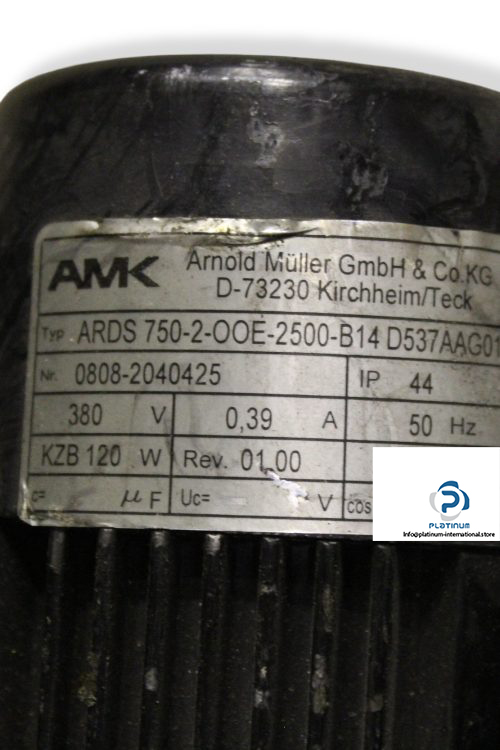 AMK Arnold Müller GmbH & Co.KG
D-73230 Kirchheim/Teck
Typ ARDS 750-2-OOE-2500-B14 D537AAG01
Nr. 0808-2040425 IP 44
380 V 0,39 A 50 Hz
KZB 120 W Rev. 01.00
c= µF Uc= V cos
PLATINUM
Info@platinum-international.store